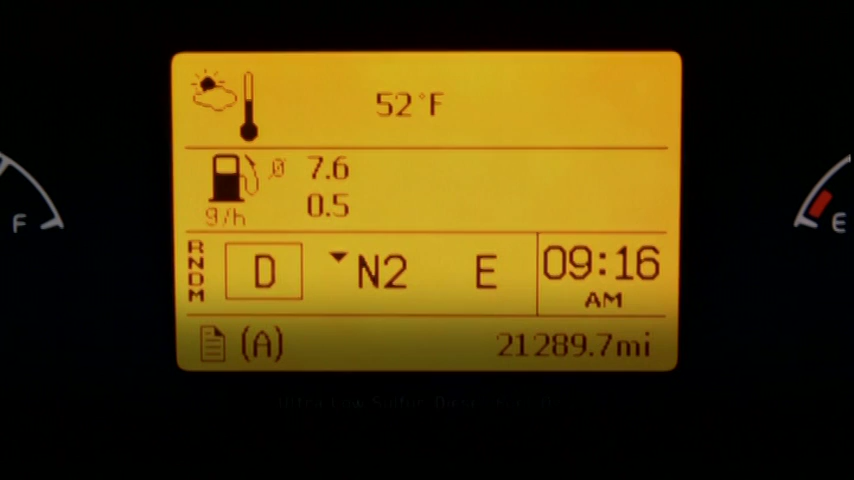 52°F
Ø 7.6
g/h 0.5
RNDM
D N2 E 09:16
AM
(A) 21289.7mi
F
E